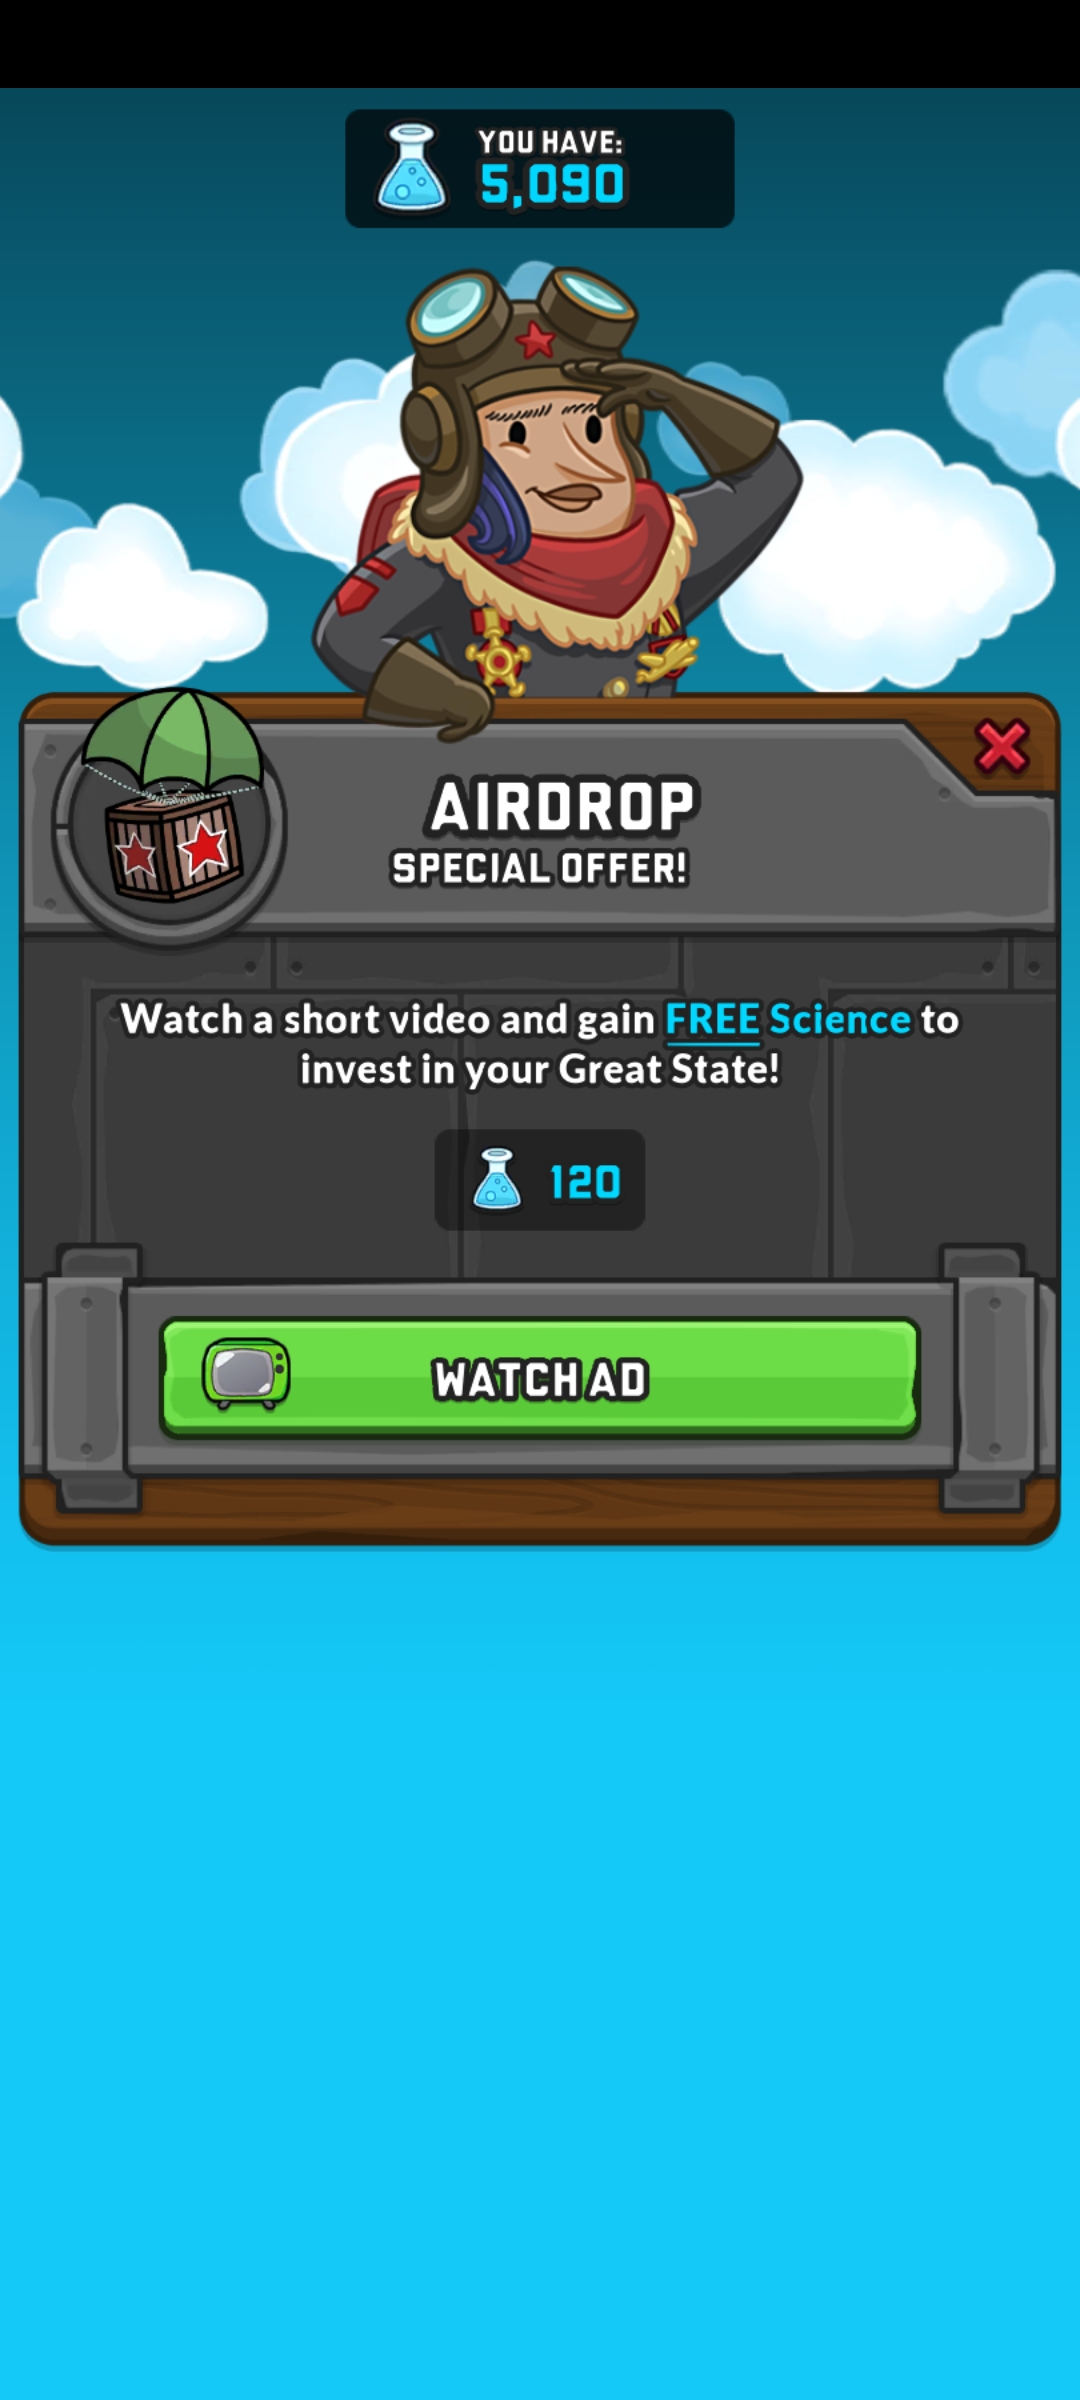 YOU HAVE:
5,090
AIRDROP
SPECIAL OFFER!
Watch a short video and gain FREE Science to
invest in your Great State!
120
WATCH AD